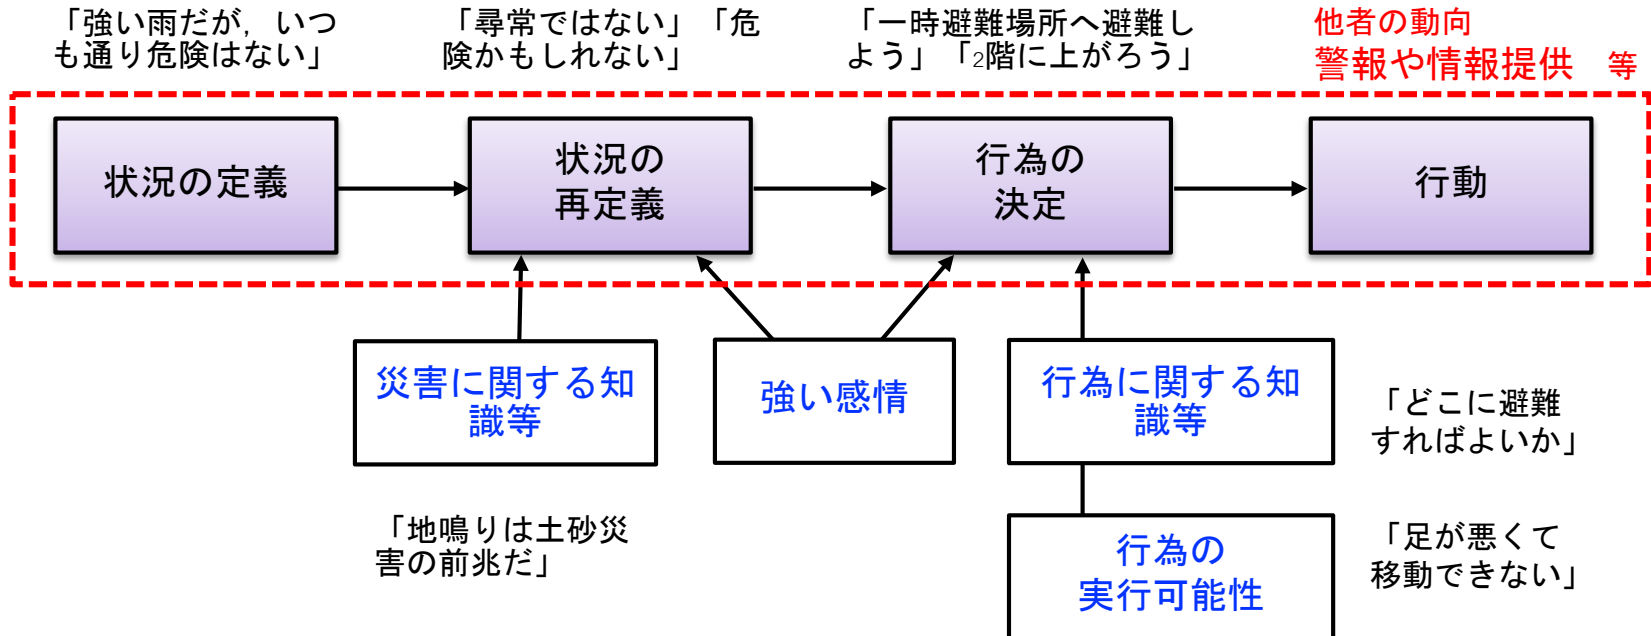 「強い雨だが，いつ
も通り危険はない」
「尋常ではない」「危
険かもしれない」
「一時避難場所へ避難し
よう」「2階に上がろう」
他者の動向
警報や情報提供　等
状況の定義
状況の
再定義
行為の
決定
行動
災害に関する知
識等
強い感情
行為に関する知
識等
「どこに避難
すればよいか」
「地鳴りは土砂災
害の前兆だ」
行為の
実行可能性
「足が悪くて
移動できない」